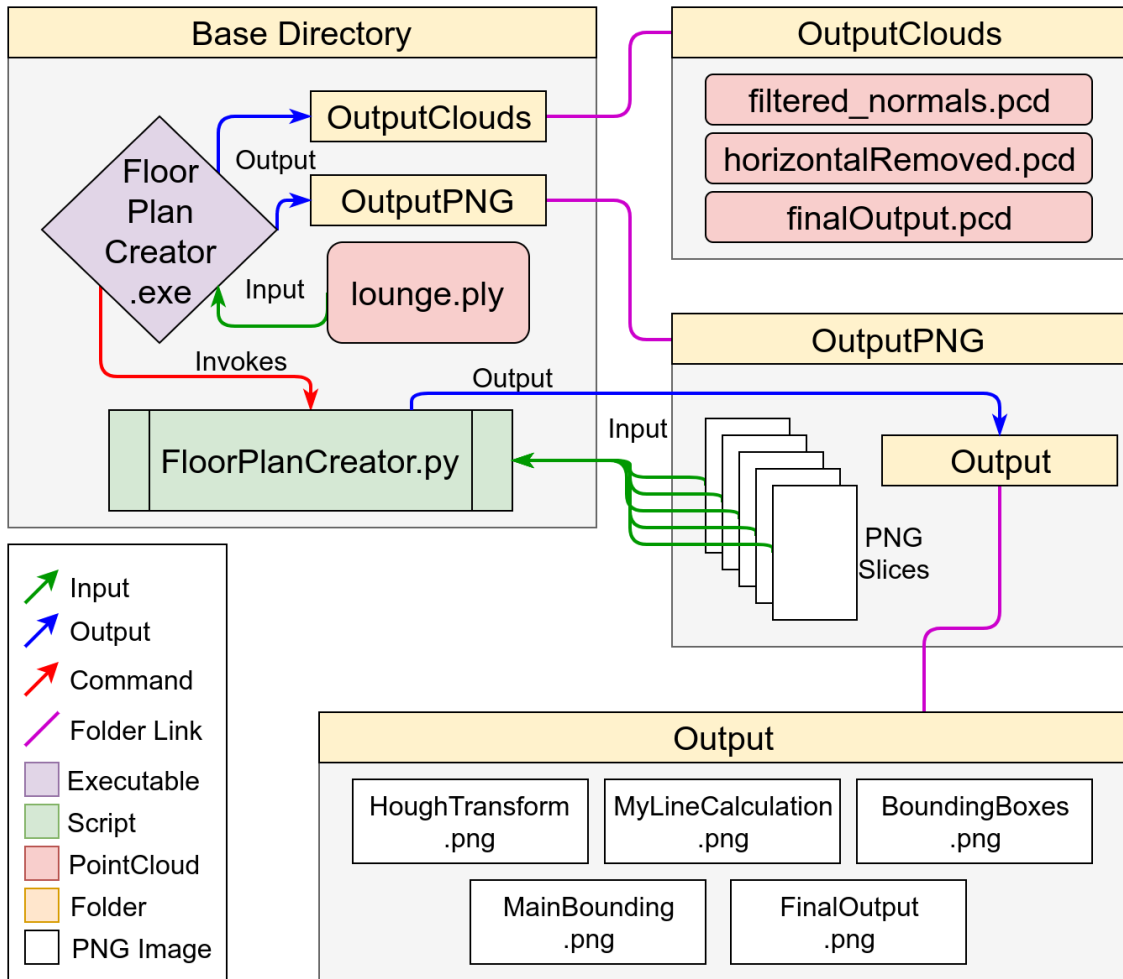 Base Directory
OutputClouds
Output
OutputPNG
Floor
Plan
Creator
.exe
Input
lounge.ply
Invokes
FloorPlanCreator.py
OutputClouds
filtered_normals.pcd
horizontalRemoved.pcd
finalOutput.pcd
OutputPNG
Output
Input
Output
PNG
Slices
Input
Output
Command
Folder Link
Executable
Script
PointCloud
Folder
PNG Image
Output
HoughTransform
.png
MyLineCalculation
.png
BoundingBoxes
.png
MainBounding
.png
FinalOutput
.png